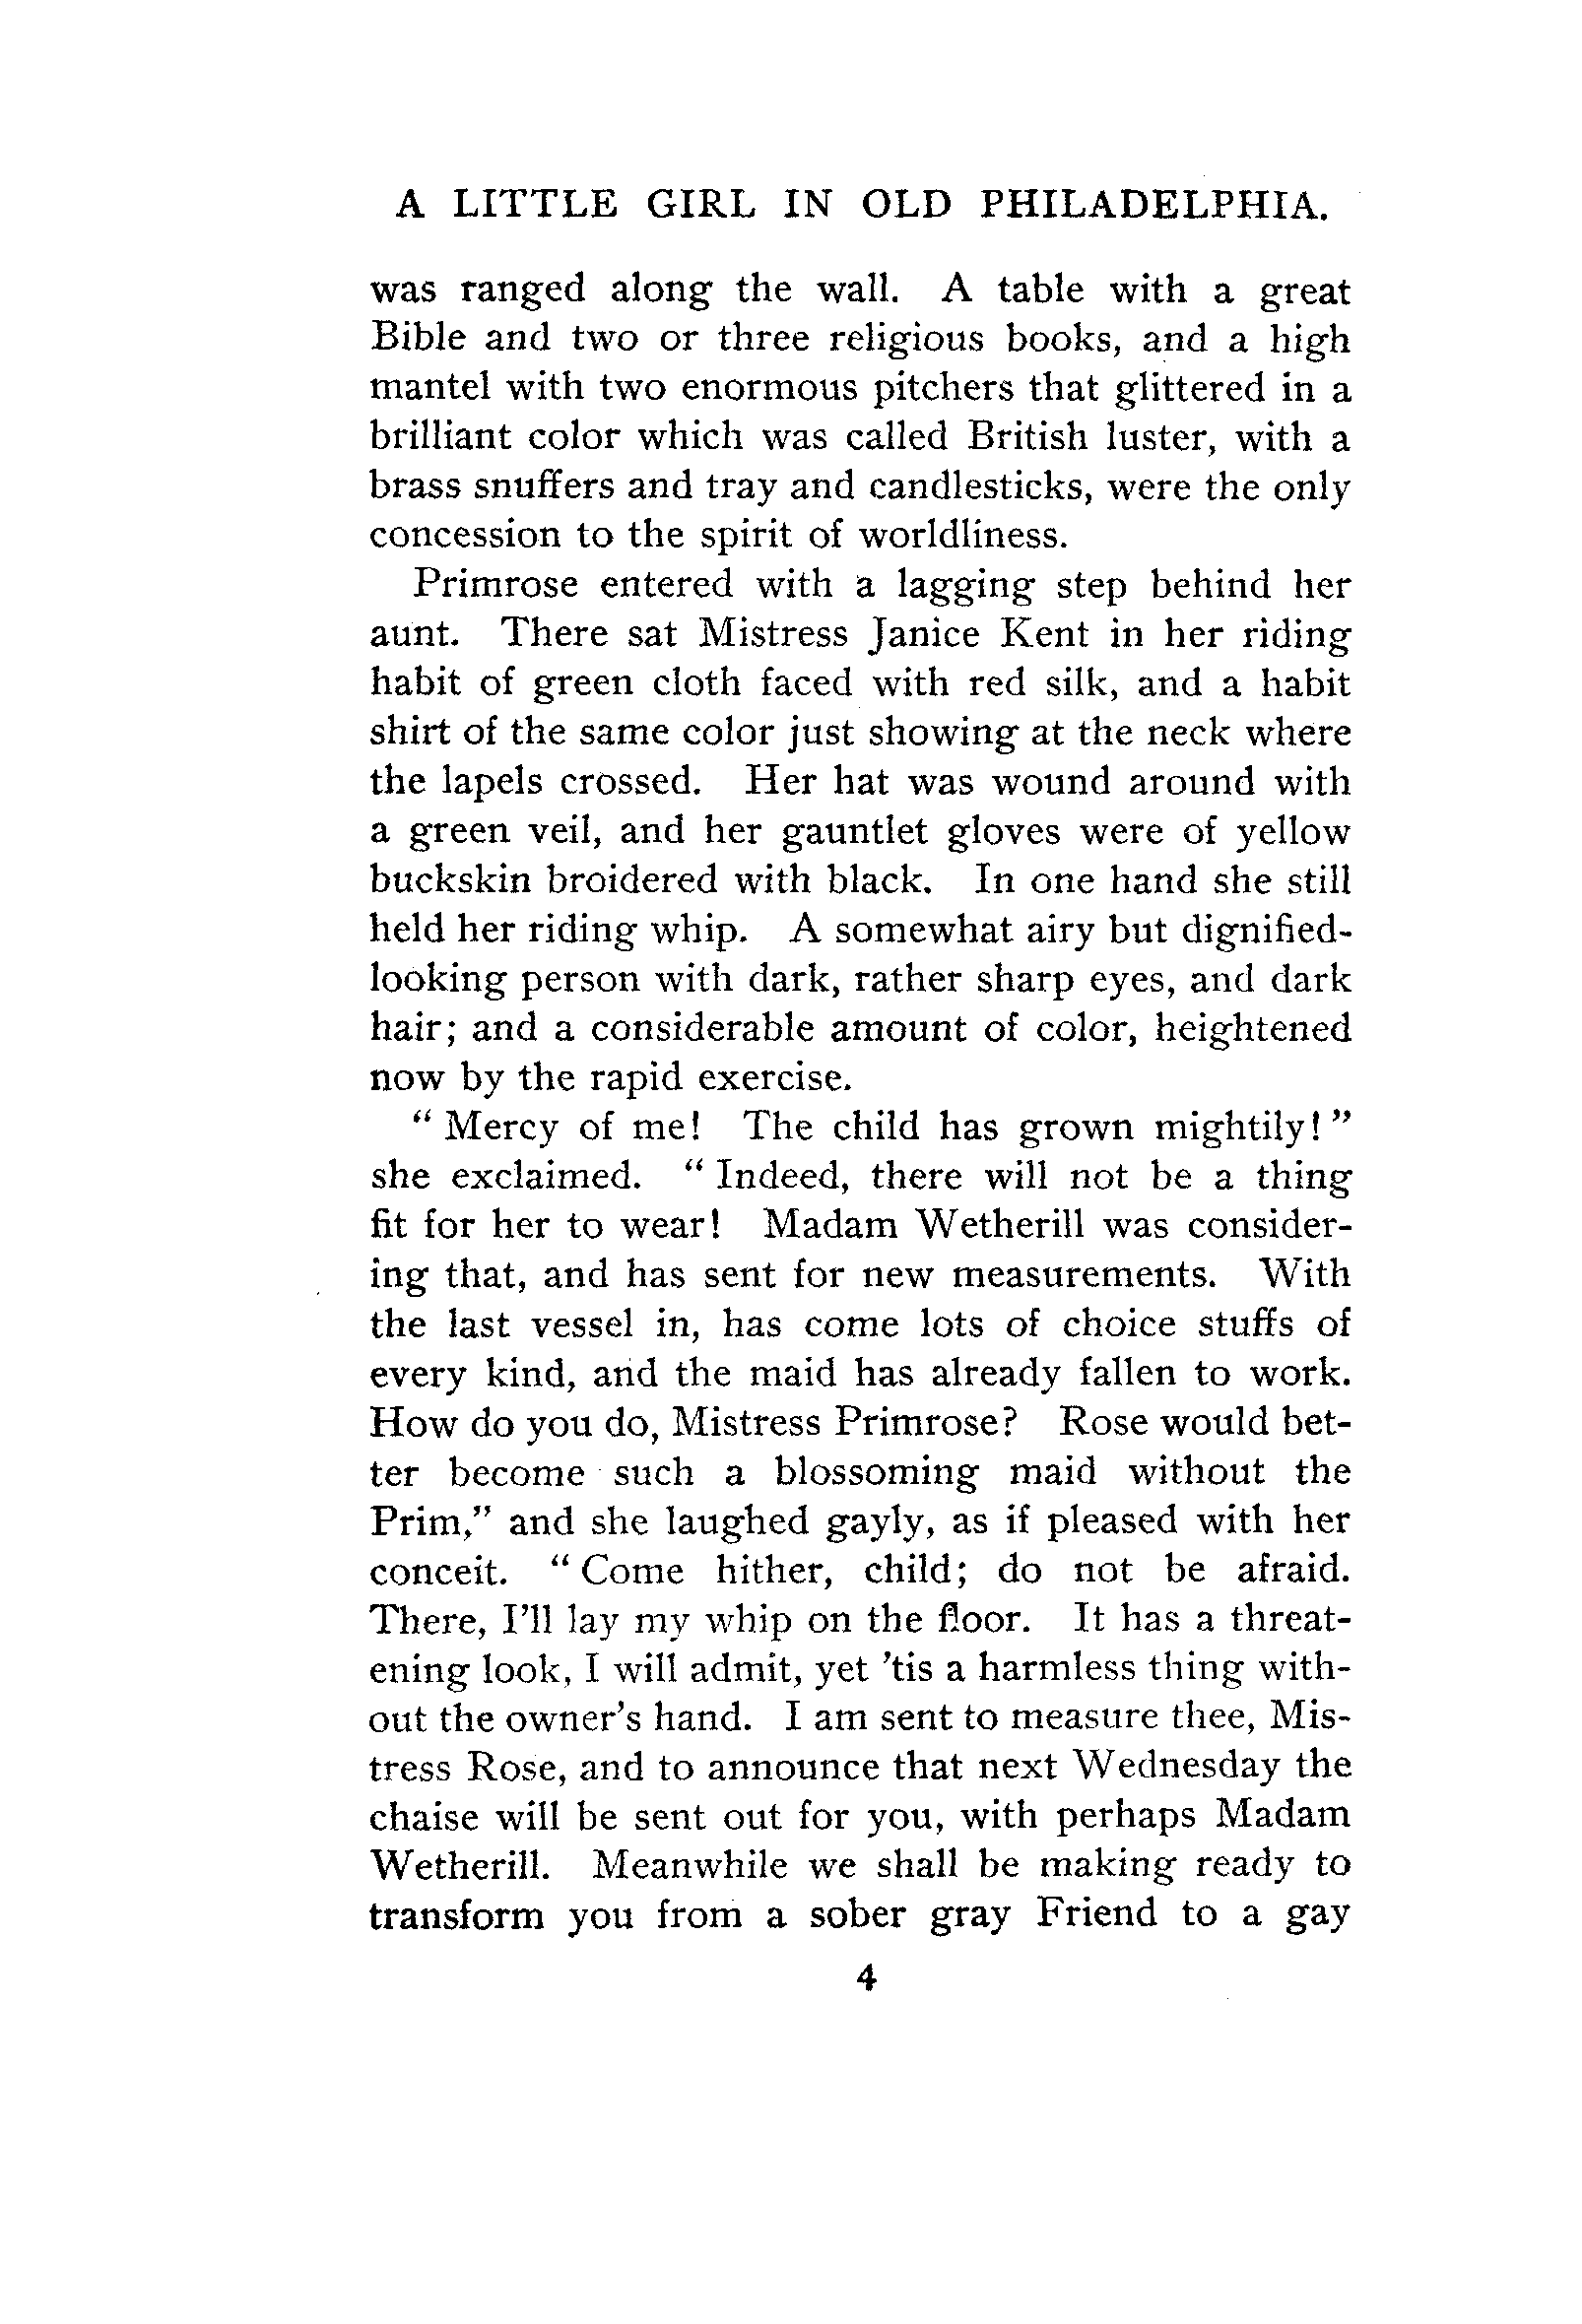 A LITTLE GIRL IN OLD PHILADELPHIA.
was ranged along the wall. A table with a great
Bible and two or three religious books, and a high
mantel with two enormous pitchers that glittered in a
brilliant color which was called British luster, with a
brass snuffers and tray and candlesticks, were the only
concession to the spirit of worldliness.
Primrose entered with a lagging step behind her
aunt. There sat Mistress Janice Kent in her riding
habit of green cloth faced with red silk, and a habit
shirt of the same color just showing at the neck where
the lapels crossed. Her hat was wound around with
a green veil, and her gauntlet gloves were of yellow
buckskin broidered with black. In one hand she still
held her riding whip. A somewhat airy but dignified-
looking person with dark, rather sharp eyes, and dark
hair; and a considerable amount of color, heightened
now by the rapid exercise.
“ Mercy of me! The child has grown mightily! ”
she exclaimed. “ Indeed, there will not be a thing
fit for her to wear! Madam Wetherill was consider-
ing that, and has sent for new measurements. With
the last vessel in, has come lots of choice stuffs of
every kind, and the maid has already fallen to work.
How do you do, Mistress Primrose? Rose would bet-
ter become such a blossoming maid without the
Prim,” and she laughed gayly, as if pleased with her
conceit. “ Come hither, child; do not be afraid.
There, I’ll lay my whip on the floor. It has a threat-
ening look, I will admit, yet ’tis a harmless thing with-
out the owner’s hand. I am sent to measure thee, Mis-
tress Rose, and to announce that next Wednesday the
chaise will be sent out for you, with perhaps Madam
Wetherill. Meanwhile we shall be making ready to
transform you from a sober gray Friend to a gay
4